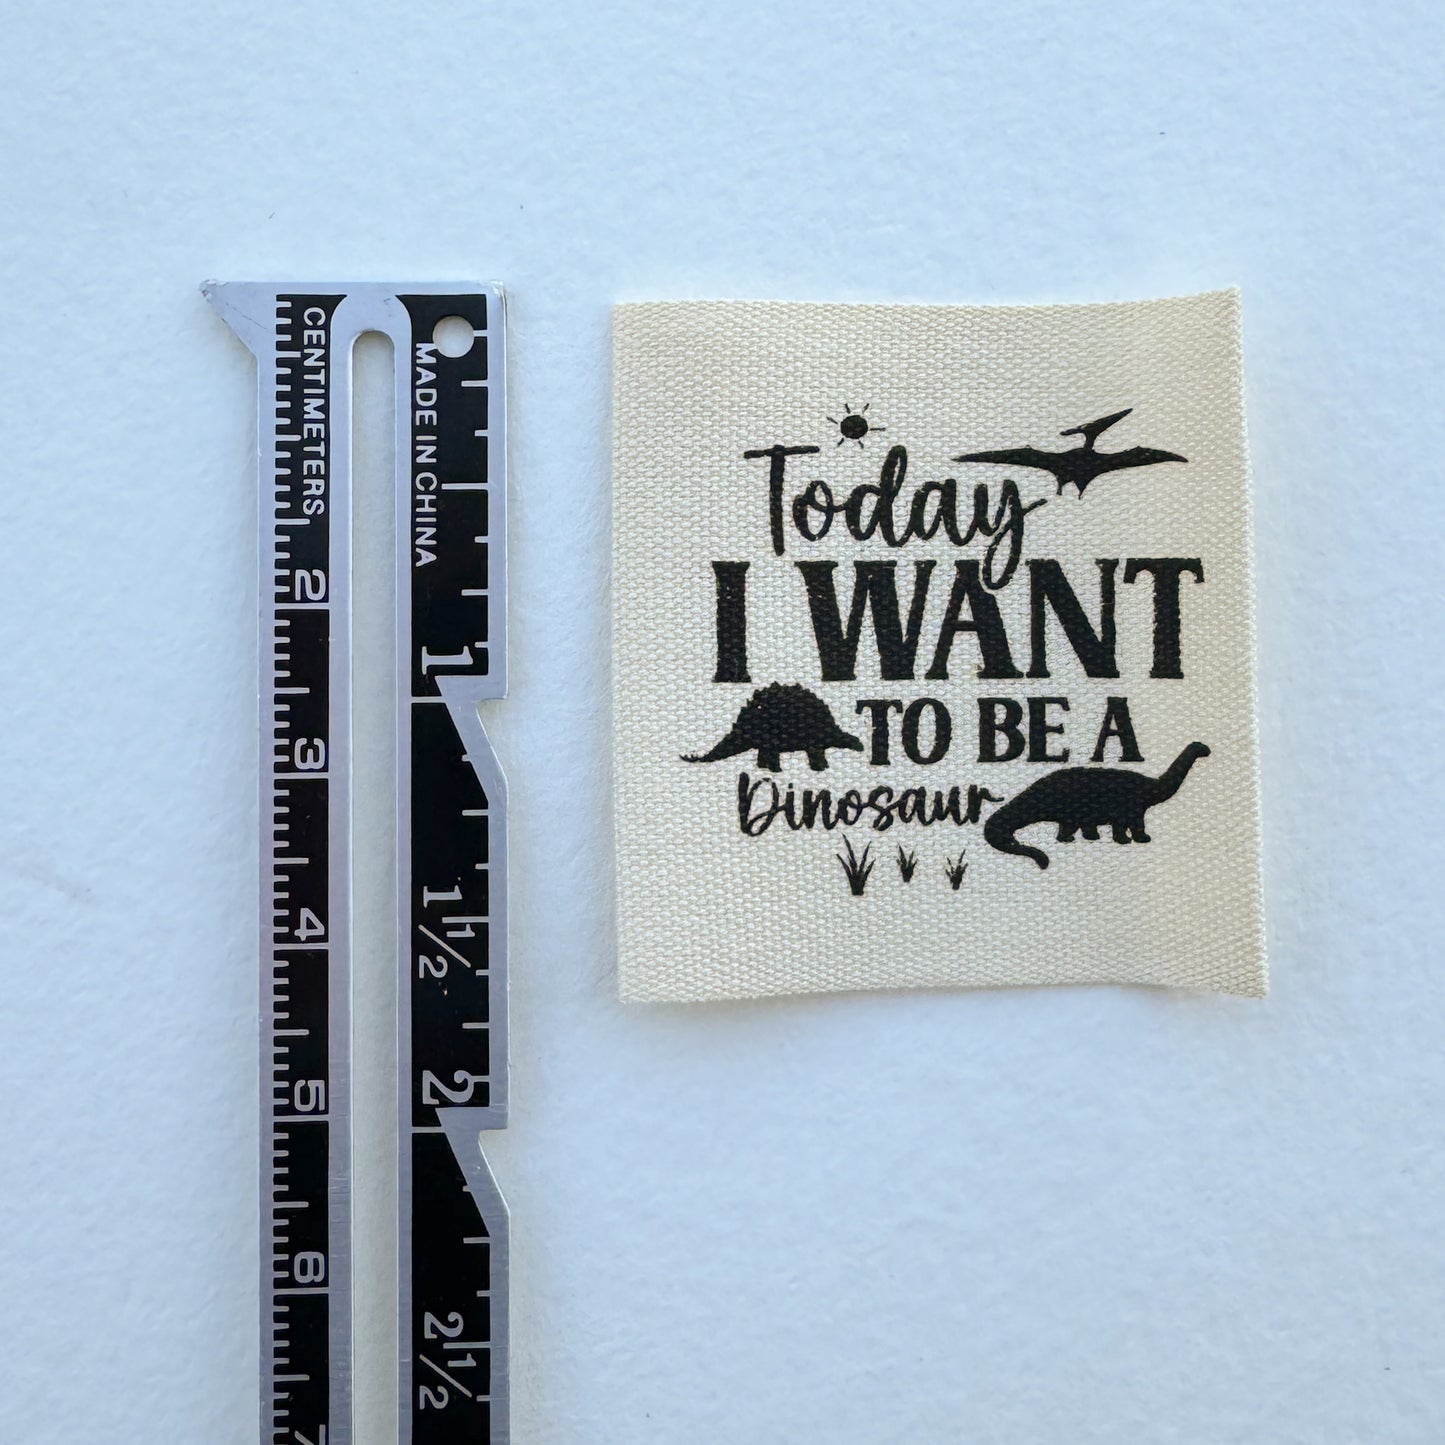 CENTIMETERS
2
3
4
5
6
7
MADE IN CHINA
1
1 1/2
2
2 1/2
Today
I WANT
TO BE A
Dinosaur